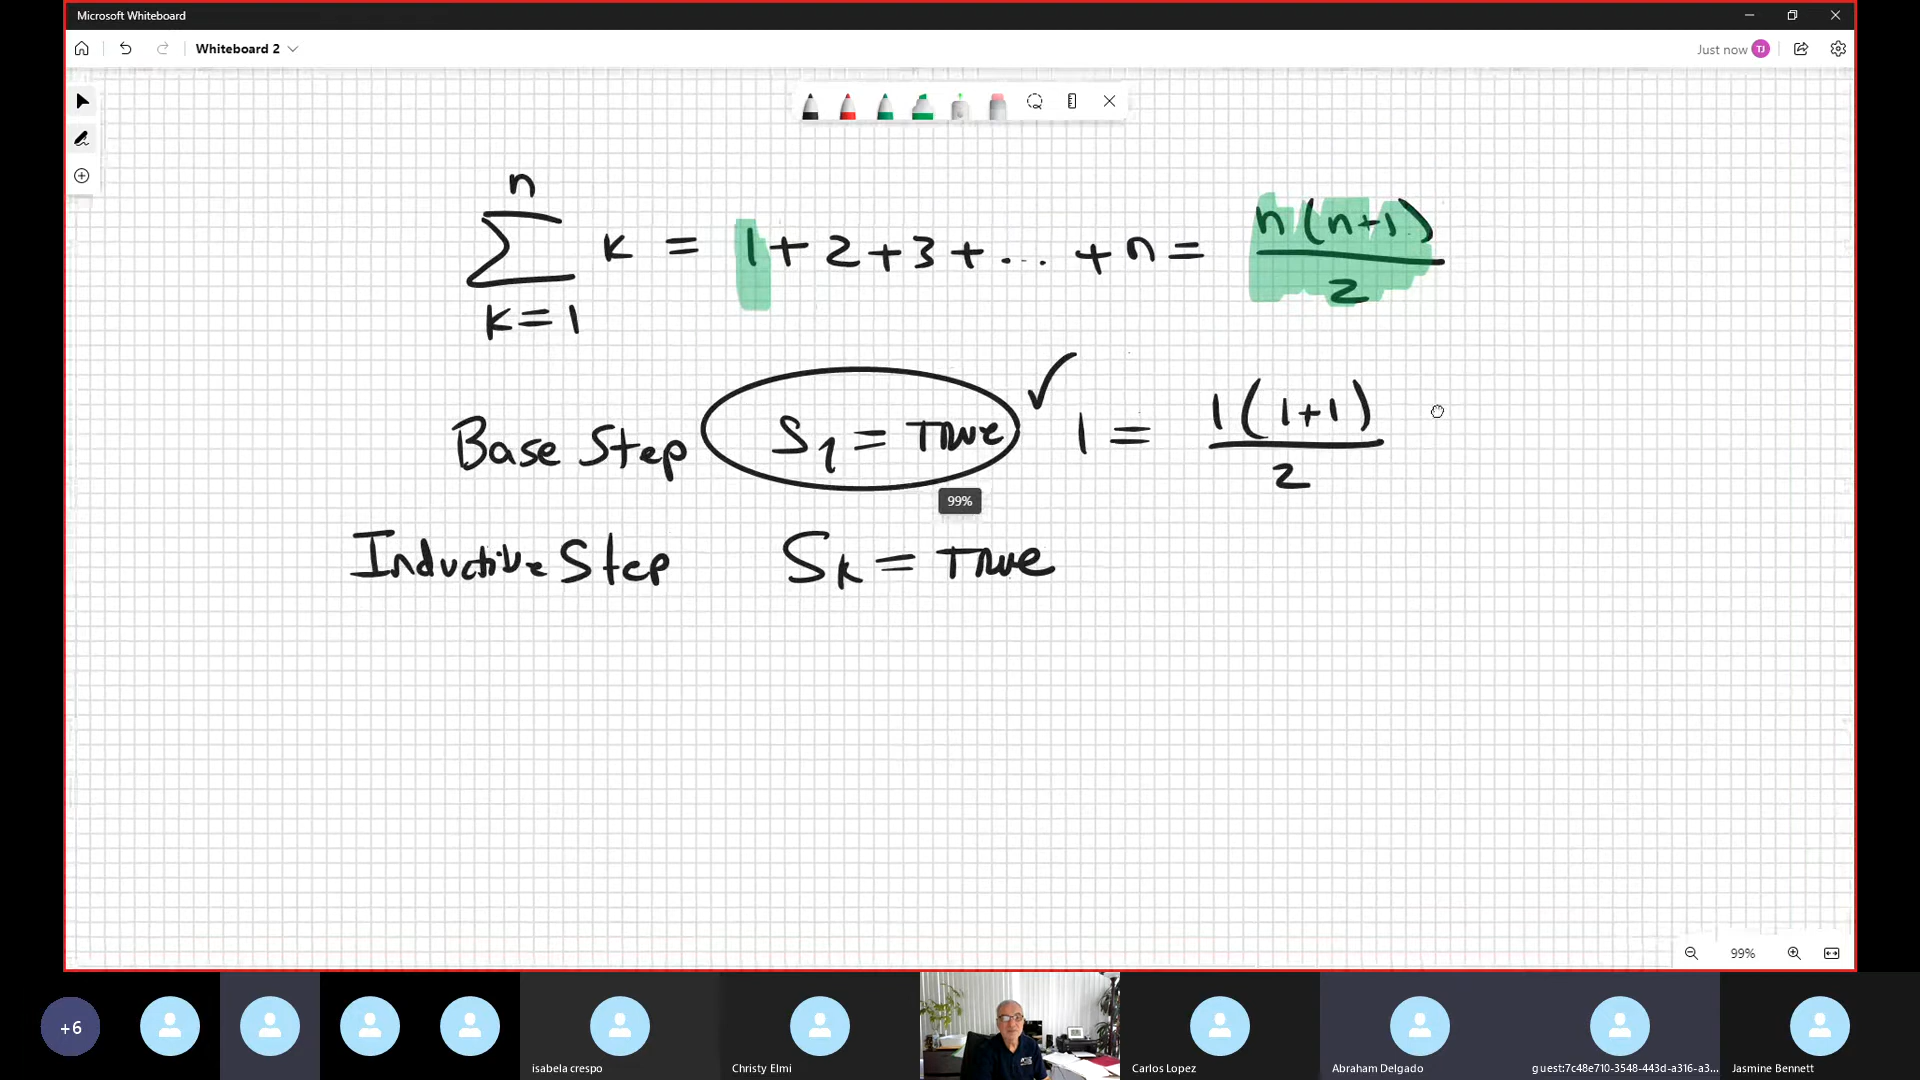 Microsoft Whiteboard
Whiteboard 2
Just now TJ
n
∑ k = 1 + 2 + 3 + ... + n = n(n+1)/2
k = 1
Base Step S₁ = True ✓ 1 = 1(1+1)/2
99%
Inductive Step Sₖ = True
99%
+6
isabela crespo
Christy Elmi
Carlos Lopez
Abraham Delgado
guest:7c48e710-3548-443d-a316-a3...
Jasmine Bennett